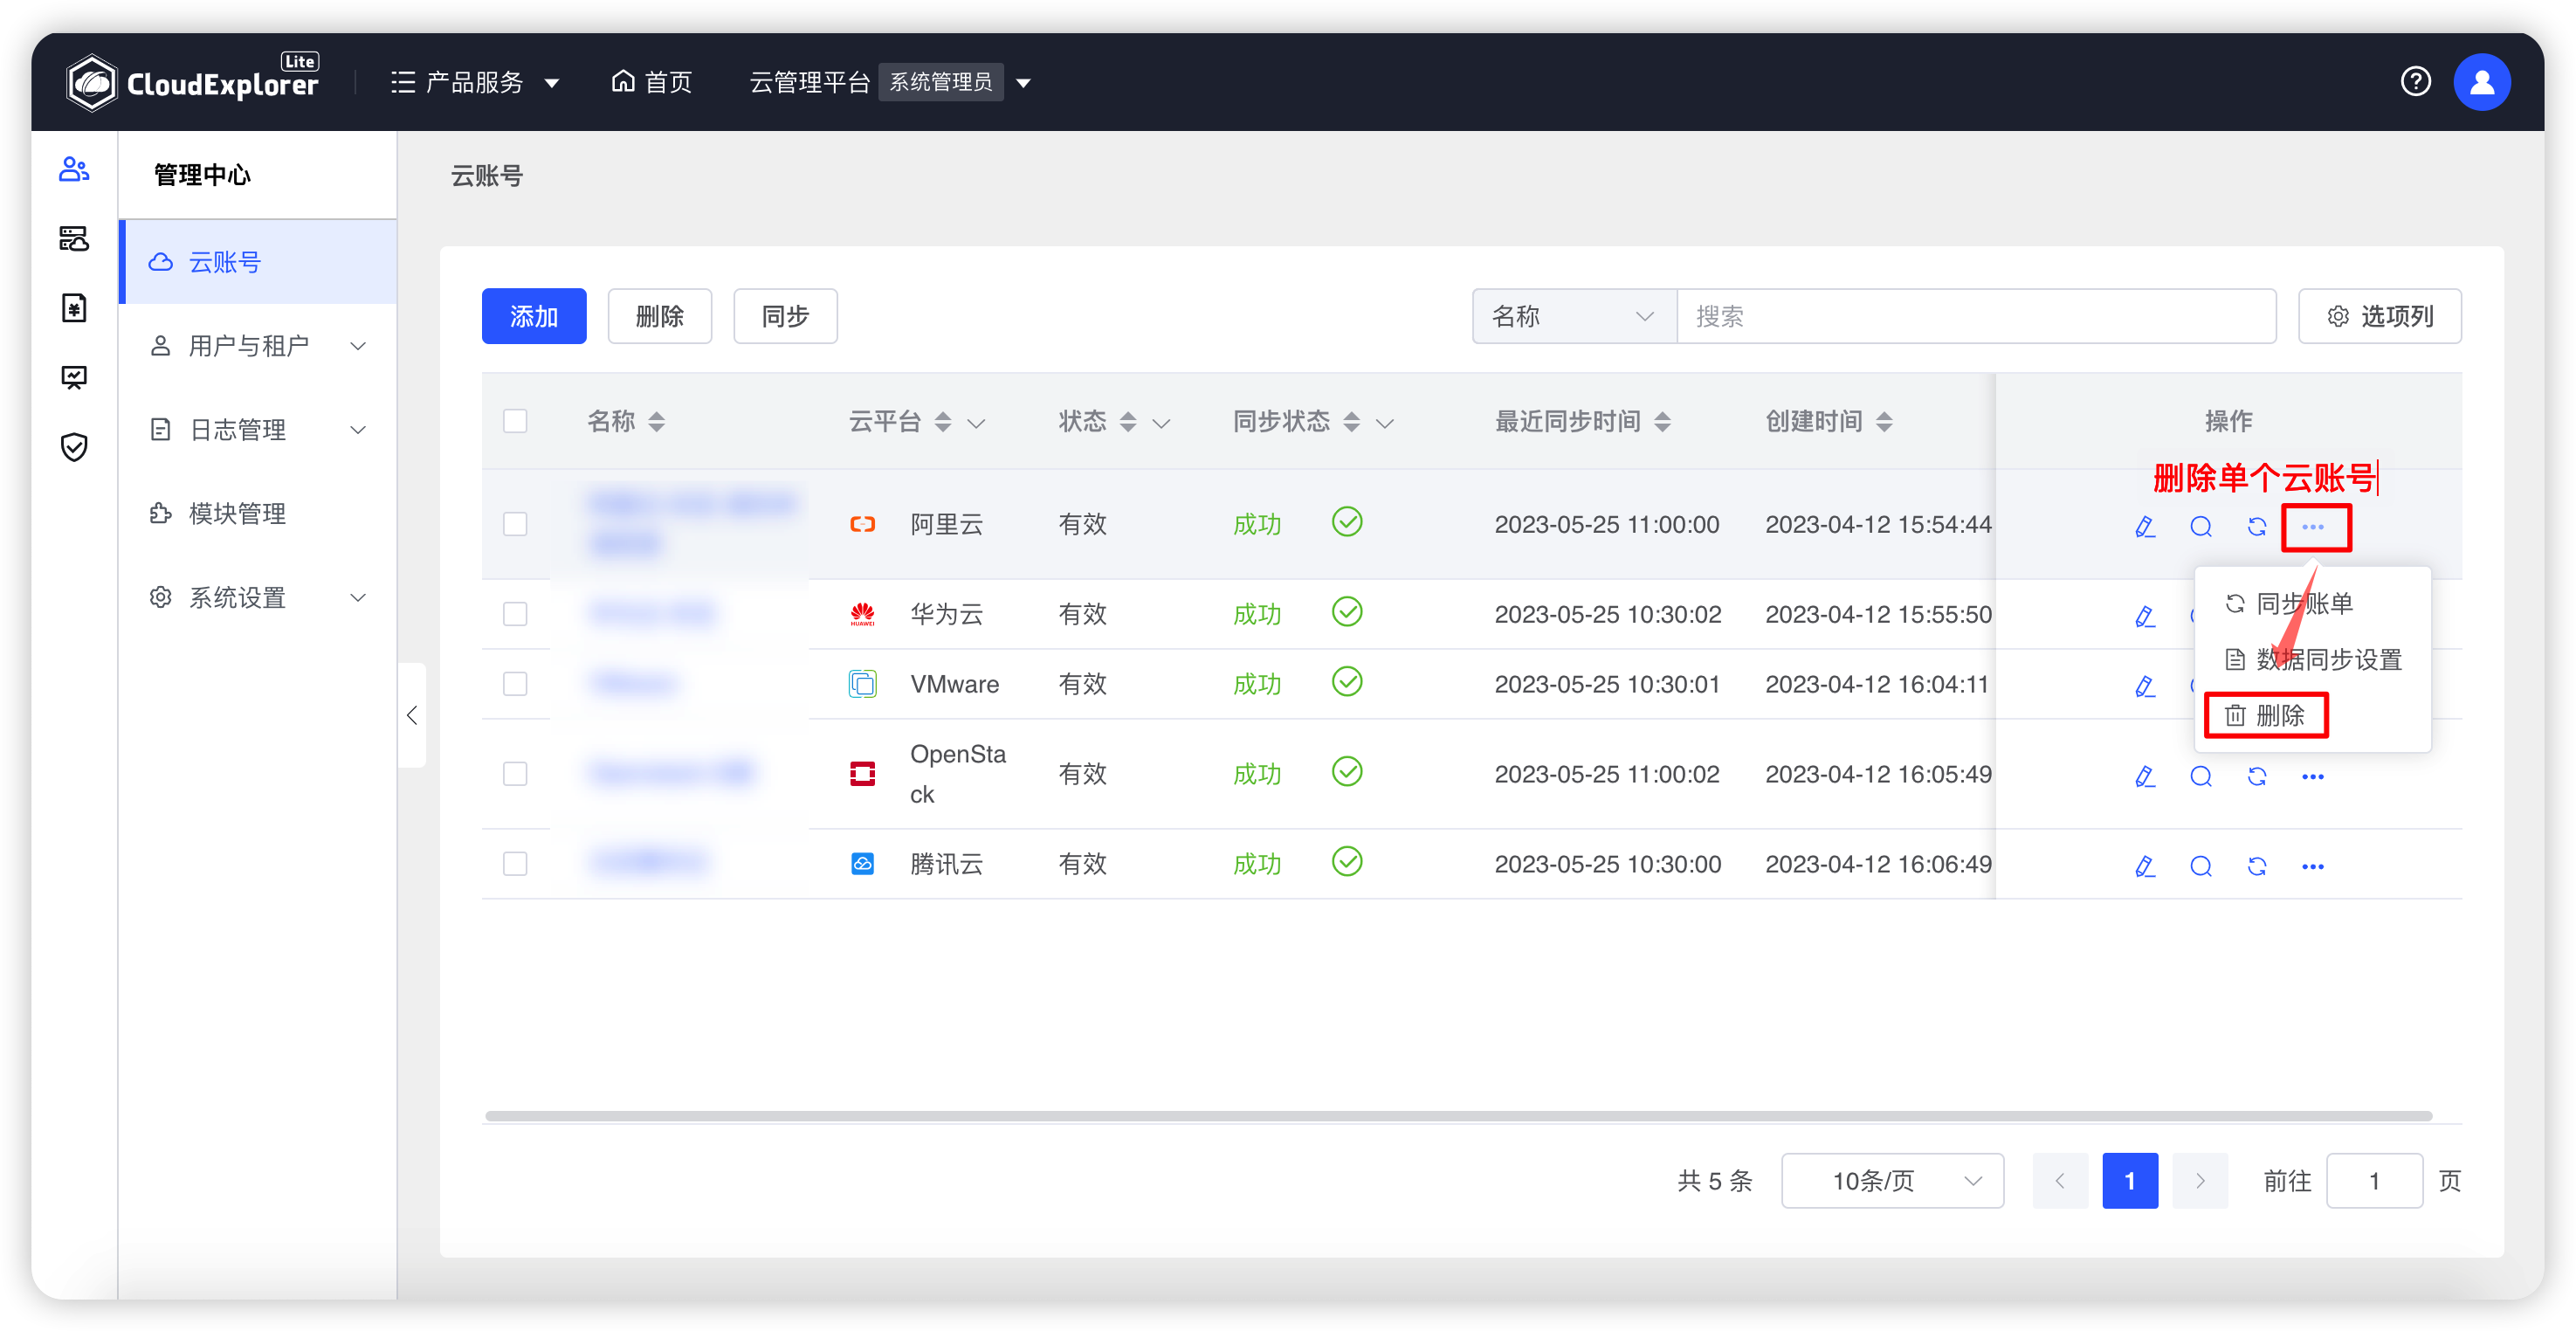 CloudExplorer Lite
产品服务
首页
云管理平台 系统管理员
管理中心
云账号
用户与租户
日志管理
模块管理
系统设置
云账号
添加 删除 同步
名称 搜索 选项列
名称 云平台 状态 同步状态 最近同步时间 创建时间 操作
删除单个云账号
阿里云 有效 成功 2023-05-25 11:00:00 2023-04-12 15:54:44
HUAWEI 华为云 有效 成功 2023-05-25 10:30:02 2023-04-12 15:55:50
VMware 有效 成功 2023-05-25 10:30:01 2023-04-12 16:04:11
OpenSta
ck 有效 成功 2023-05-25 11:00:02 2023-04-12 16:05:49
腾讯云 有效 成功 2023-05-25 10:30:00 2023-04-12 16:06:49
同步账单
数据同步设置
删除
共 5 条 10条/页 1 前往 1 页